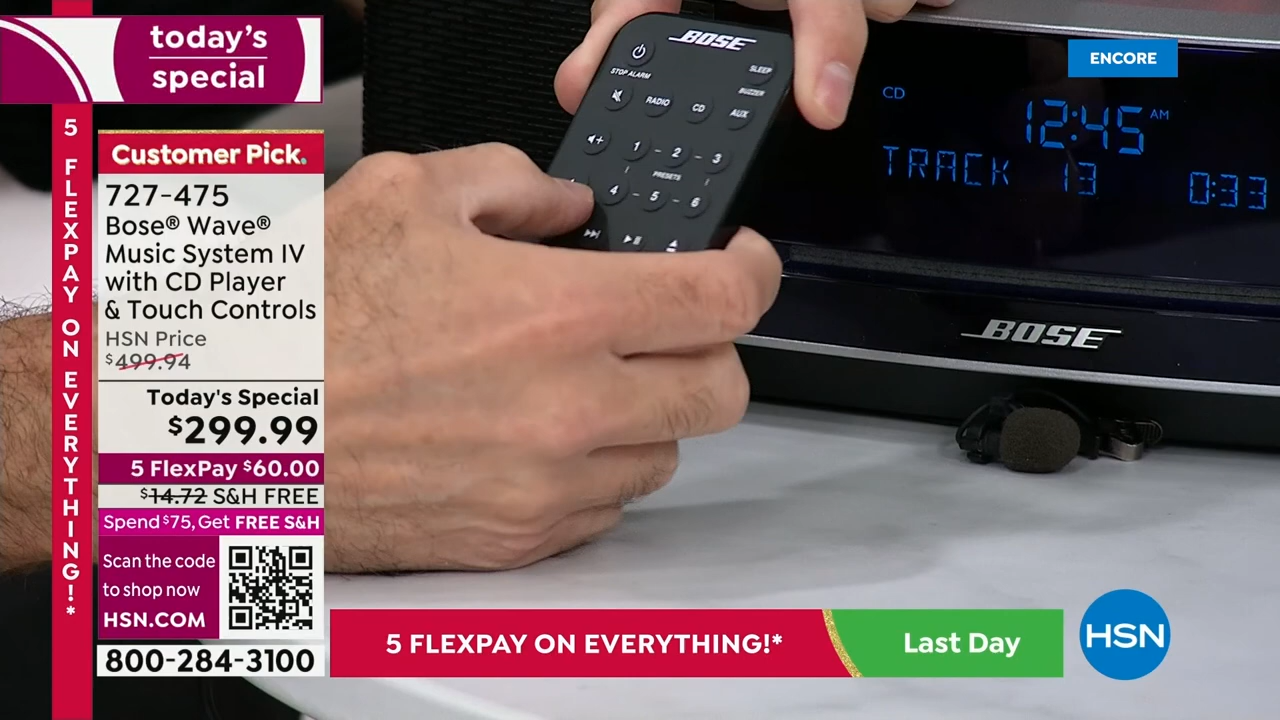 today's
special
5 FLEXPAY ON EVERYTHING!*
Customer Pick.
727-475
Bose® Wave®
Music System IV
with CD Player
& Touch Controls
HSN Price
$499.94
Today's Special
$299.99
5 FlexPay $60.00
$14.72 S&H FREE
Spend $75, Get FREE S&H
Scan the code
to shop now
HSN.COM
800-284-3100
BOSE
STOP ALARM
SLEEP
BUZZER
RADIO
CD
AUX
1 - 2 - 3
PRESETS
4 - 5 - 6
ENCORE
CD
12:45 AM
TRACK 13 0:33
BOSE
5 FLEXPAY ON EVERYTHING!*
Last Day
HSN